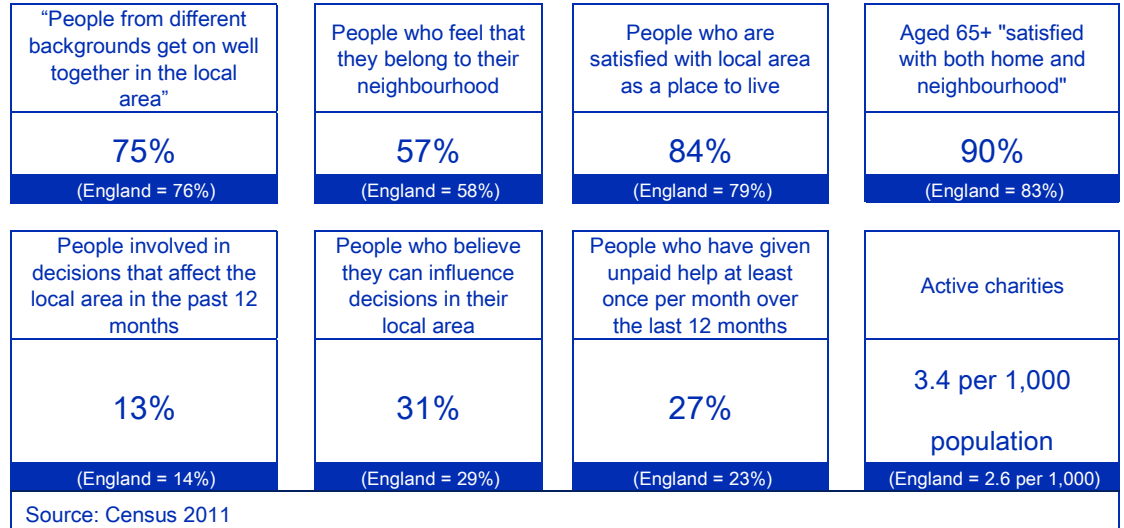 “People from different
backgrounds get on well
together in the local
area”
75%
(England = 76%)
People who feel that
they belong to their
neighbourhood
57%
(England = 58%)
People who are
satisfied with local area
as a place to live
84%
(England = 79%)
Aged 65+ "satisfied
with both home and
neighbourhood"
90%
(England = 83%)
People involved in
decisions that affect the
local area in the past 12
months
13%
(England = 14%)
People who believe
they can influence
decisions in their
local area
31%
(England = 29%)
People who have given
unpaid help at least
once per month over
the last 12 months
27%
(England = 23%)
Active charities
3.4 per 1,000
population
(England = 2.6 per 1,000)
Source: Census 2011